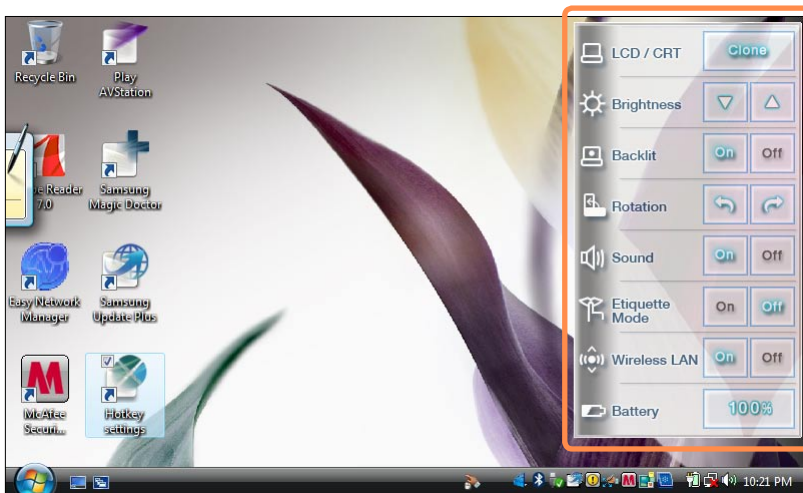 Recycle Bin
Play
AVStation
e Reader
7.0
Samsung
Magic Doctor
Easy Network
Manager
Samsung
Update Plus
McAfee
Securi...
Hotkey
settings
LCD / CRT
Clone
Brightness
Backlit
On
Off
Rotation
Sound
On
Off
Etiquette
Mode
On
Off
Wireless LAN
On
Off
Battery
100%
10:21 PM